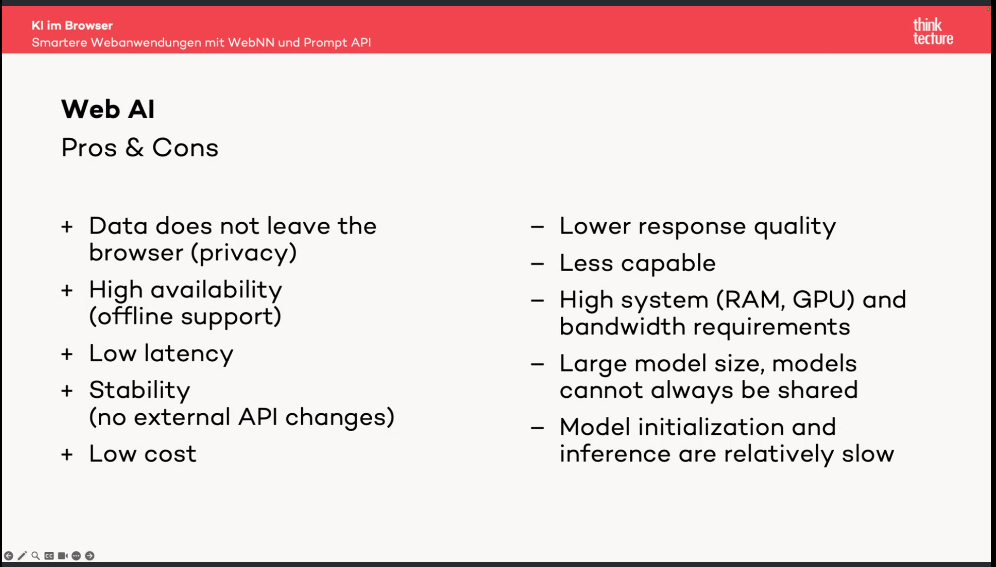 KI im Browser
Smartere Webanwendungen mit WebNN und Prompt API
think
tecture
Web AI
Pros & Cons
+ Data does not leave the
browser (privacy)
+ High availability
(offline support)
+ Low latency
+ Stability
(no external API changes)
+ Low cost
– Lower response quality
– Less capable
– High system (RAM, GPU) and
bandwidth requirements
– Large model size, models
cannot always be shared
– Model initialization and
inference are relatively slow